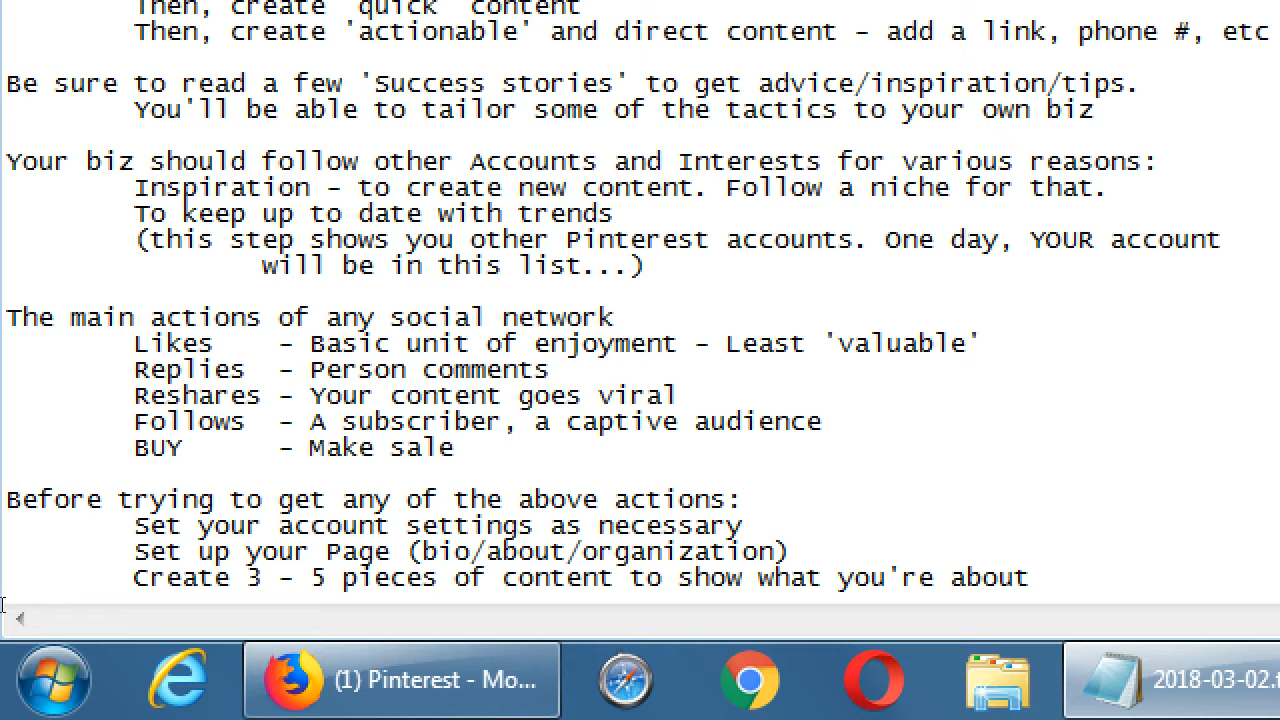 Then, create 'quick' content
Then, create 'actionable' and direct content - add a link, phone #, etc
Be sure to read a few 'Success stories' to get advice/inspiration/tips.
You'll be able to tailor some of the tactics to your own biz
Your biz should follow other Accounts and Interests for various reasons:
Inspiration - to create new content. Follow a niche for that.
To keep up to date with trends
(this step shows you other Pinterest accounts. One day, YOUR account
will be in this list...)
The main actions of any social network
Likes - Basic unit of enjoyment - Least 'valuable'
Replies - Person comments
Reshares - Your content goes viral
Follows - A subscriber, a captive audience
BUY - Make sale
Before trying to get any of the above actions:
Set your account settings as necessary
Set up your Page (bio/about/organization)
Create 3 - 5 pieces of content to show what you're about
(1) Pinterest - Mo...
2018-03-02.